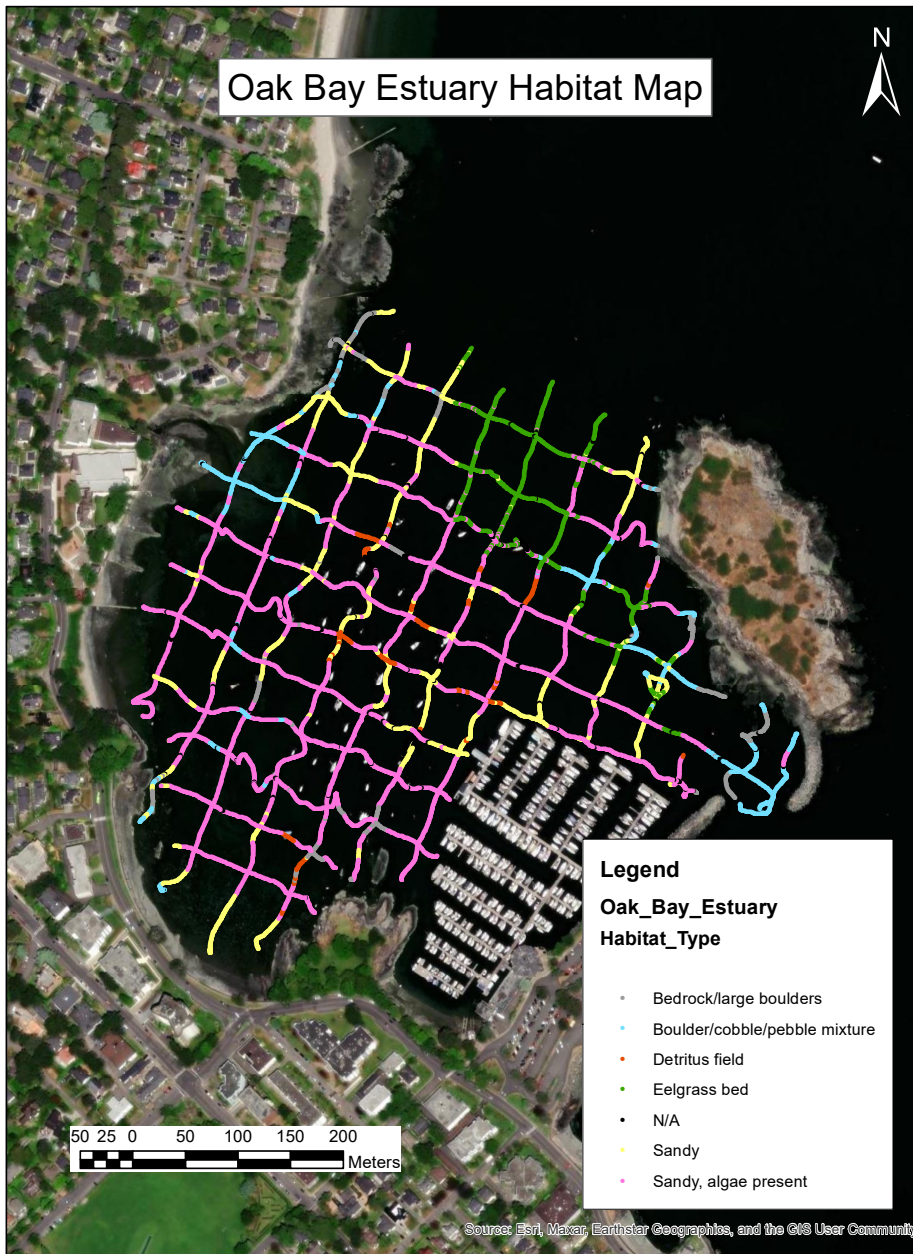 Oak Bay Estuary Habitat Map
N
Legend
Oak_Bay_Estuary
Habitat_Type
Bedrock/large boulders
Boulder/cobble/pebble mixture
Detritus field
Eelgrass bed
N/A
Sandy
Sandy, algae present
50 25 0 50 100 150 200
Meters
Source: Esri, Maxar, Earthstar Geographics, and the GIS User Community